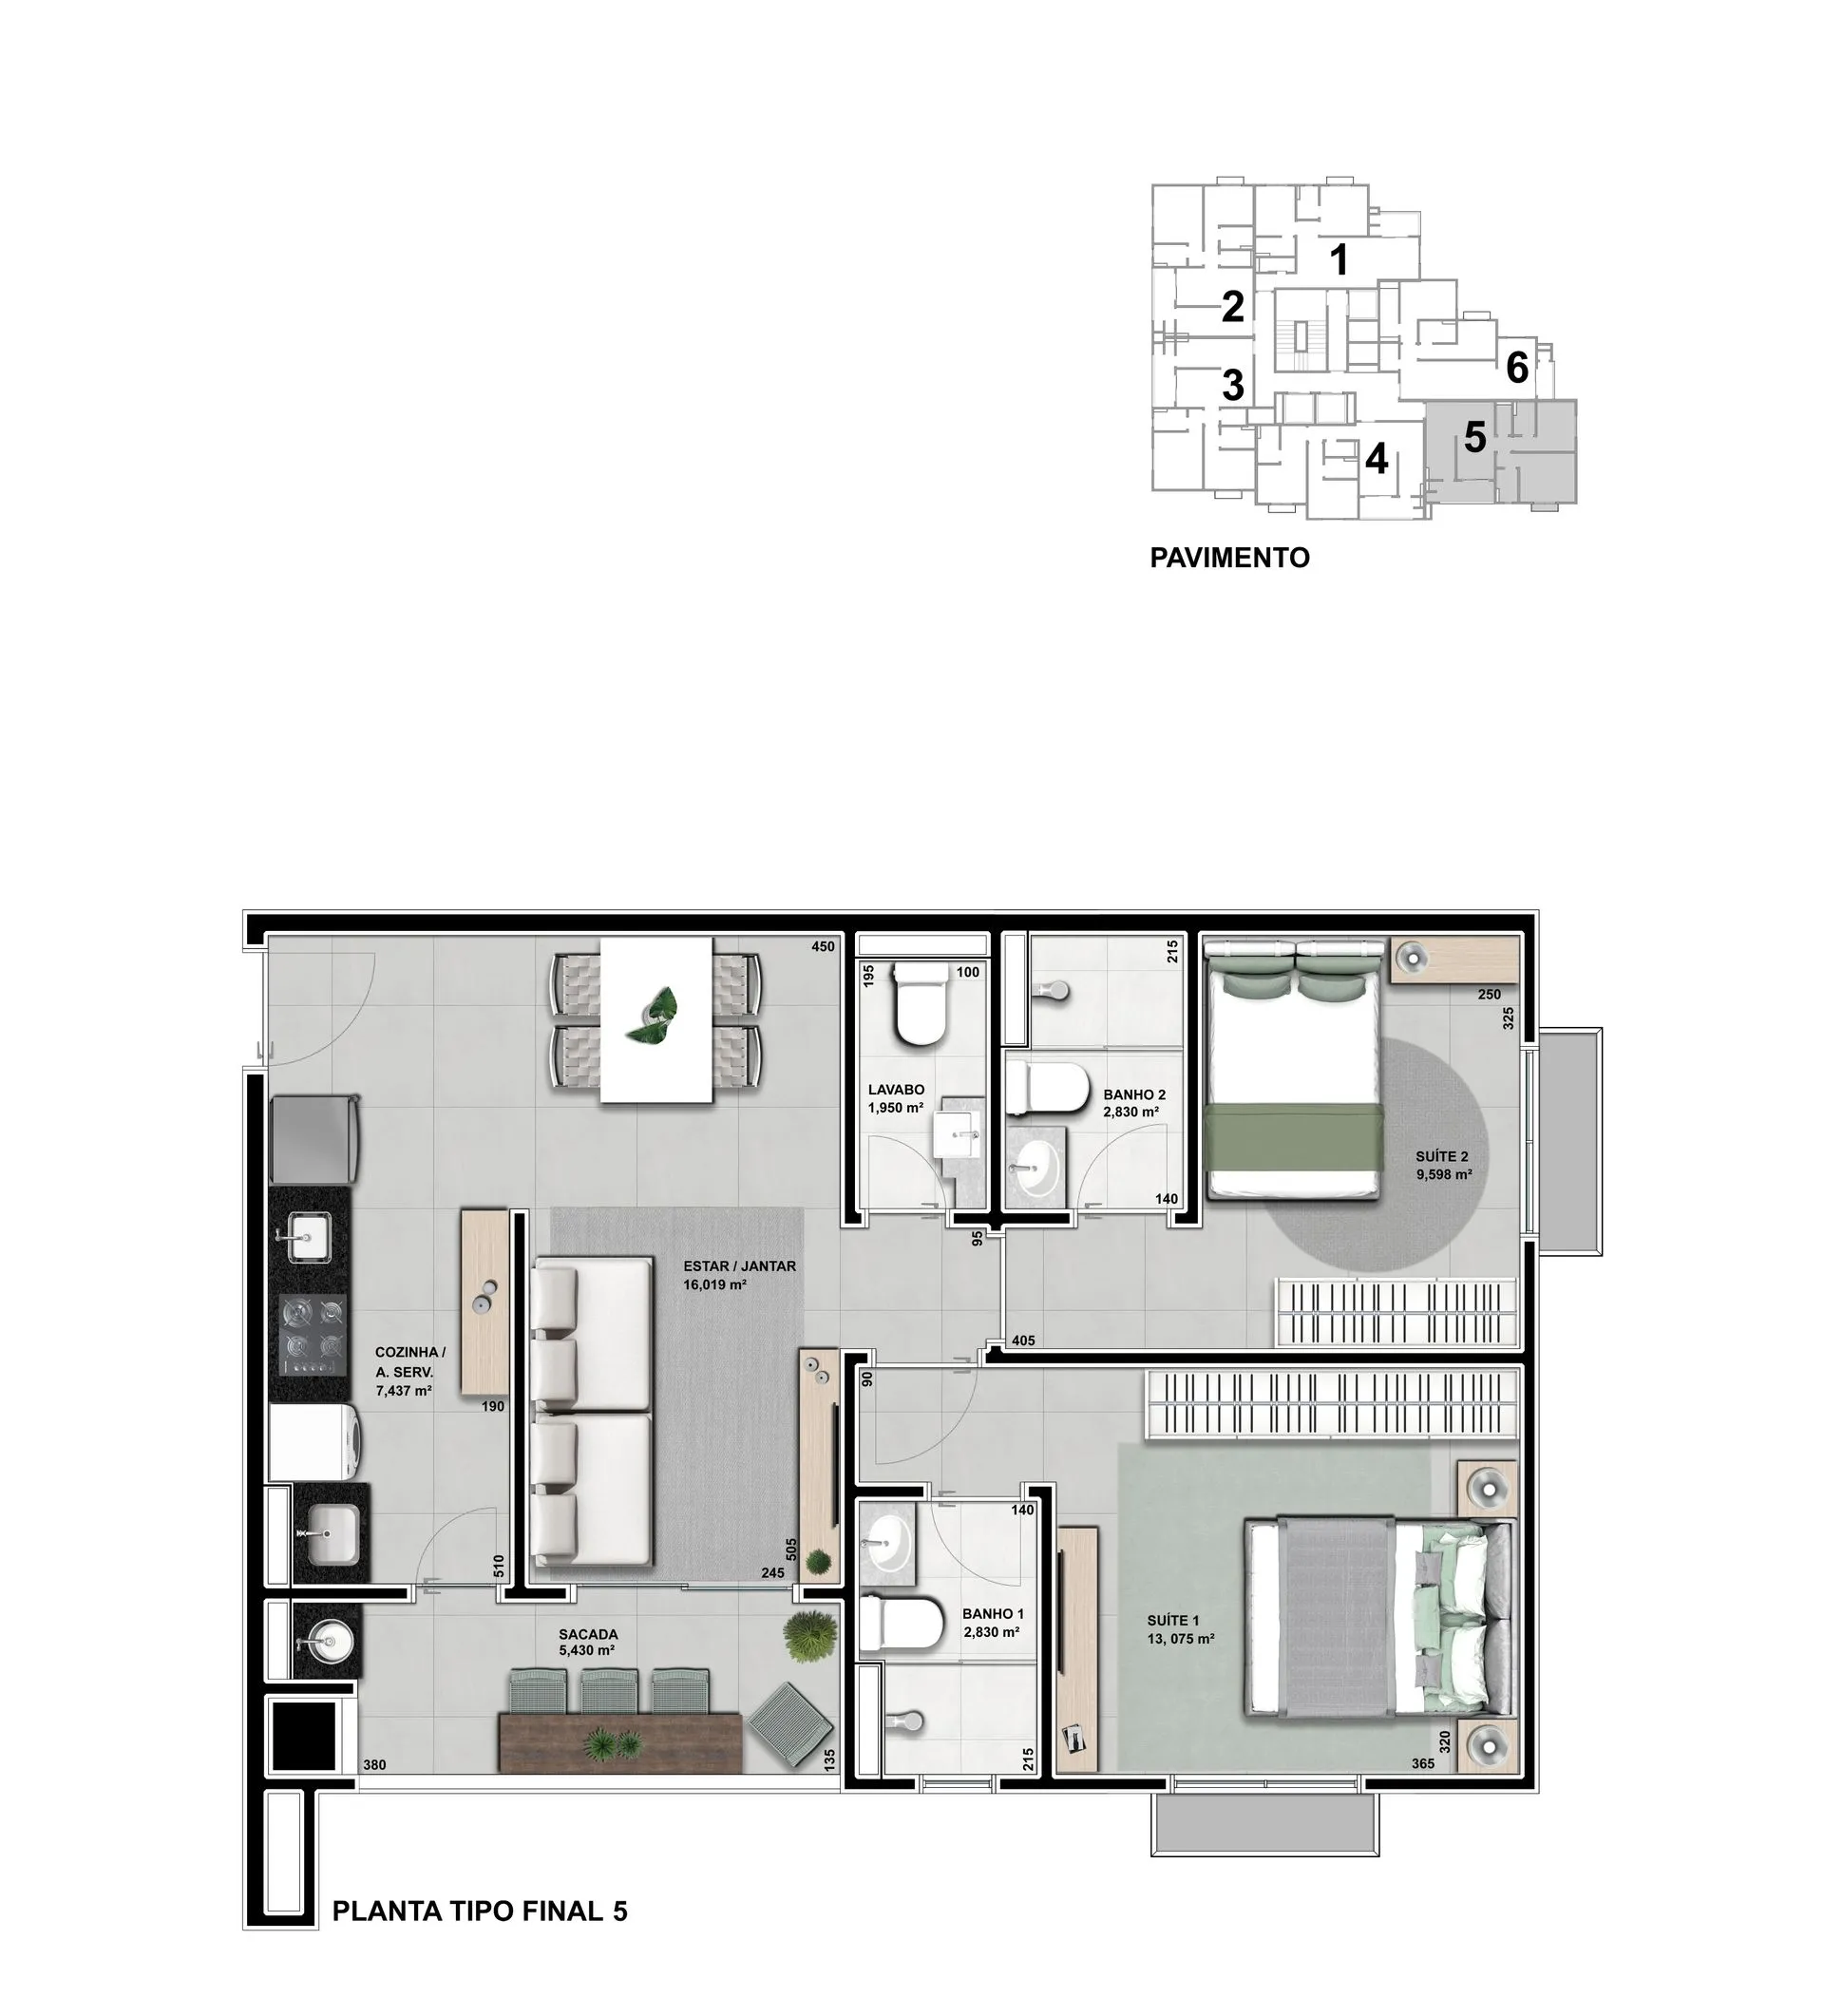 1
2
3
6
5
4
PAVIMENTO
450
195
100
215
250
325
LAVABO
1,950 m²
BANHO 2
2,830 m²
140
SUÍTE 2
9,598 m²
95
ESTAR / JANTAR
16,019 m²
405
COZINHA /
A. SERV.
7,437 m²
190
90
510
505
245
140
SACADA
5,430 m²
BANHO 1
2,830 m²
SUÍTE 1
13, 075 m²
380
135
215
320
365
PLANTA TIPO FINAL 5